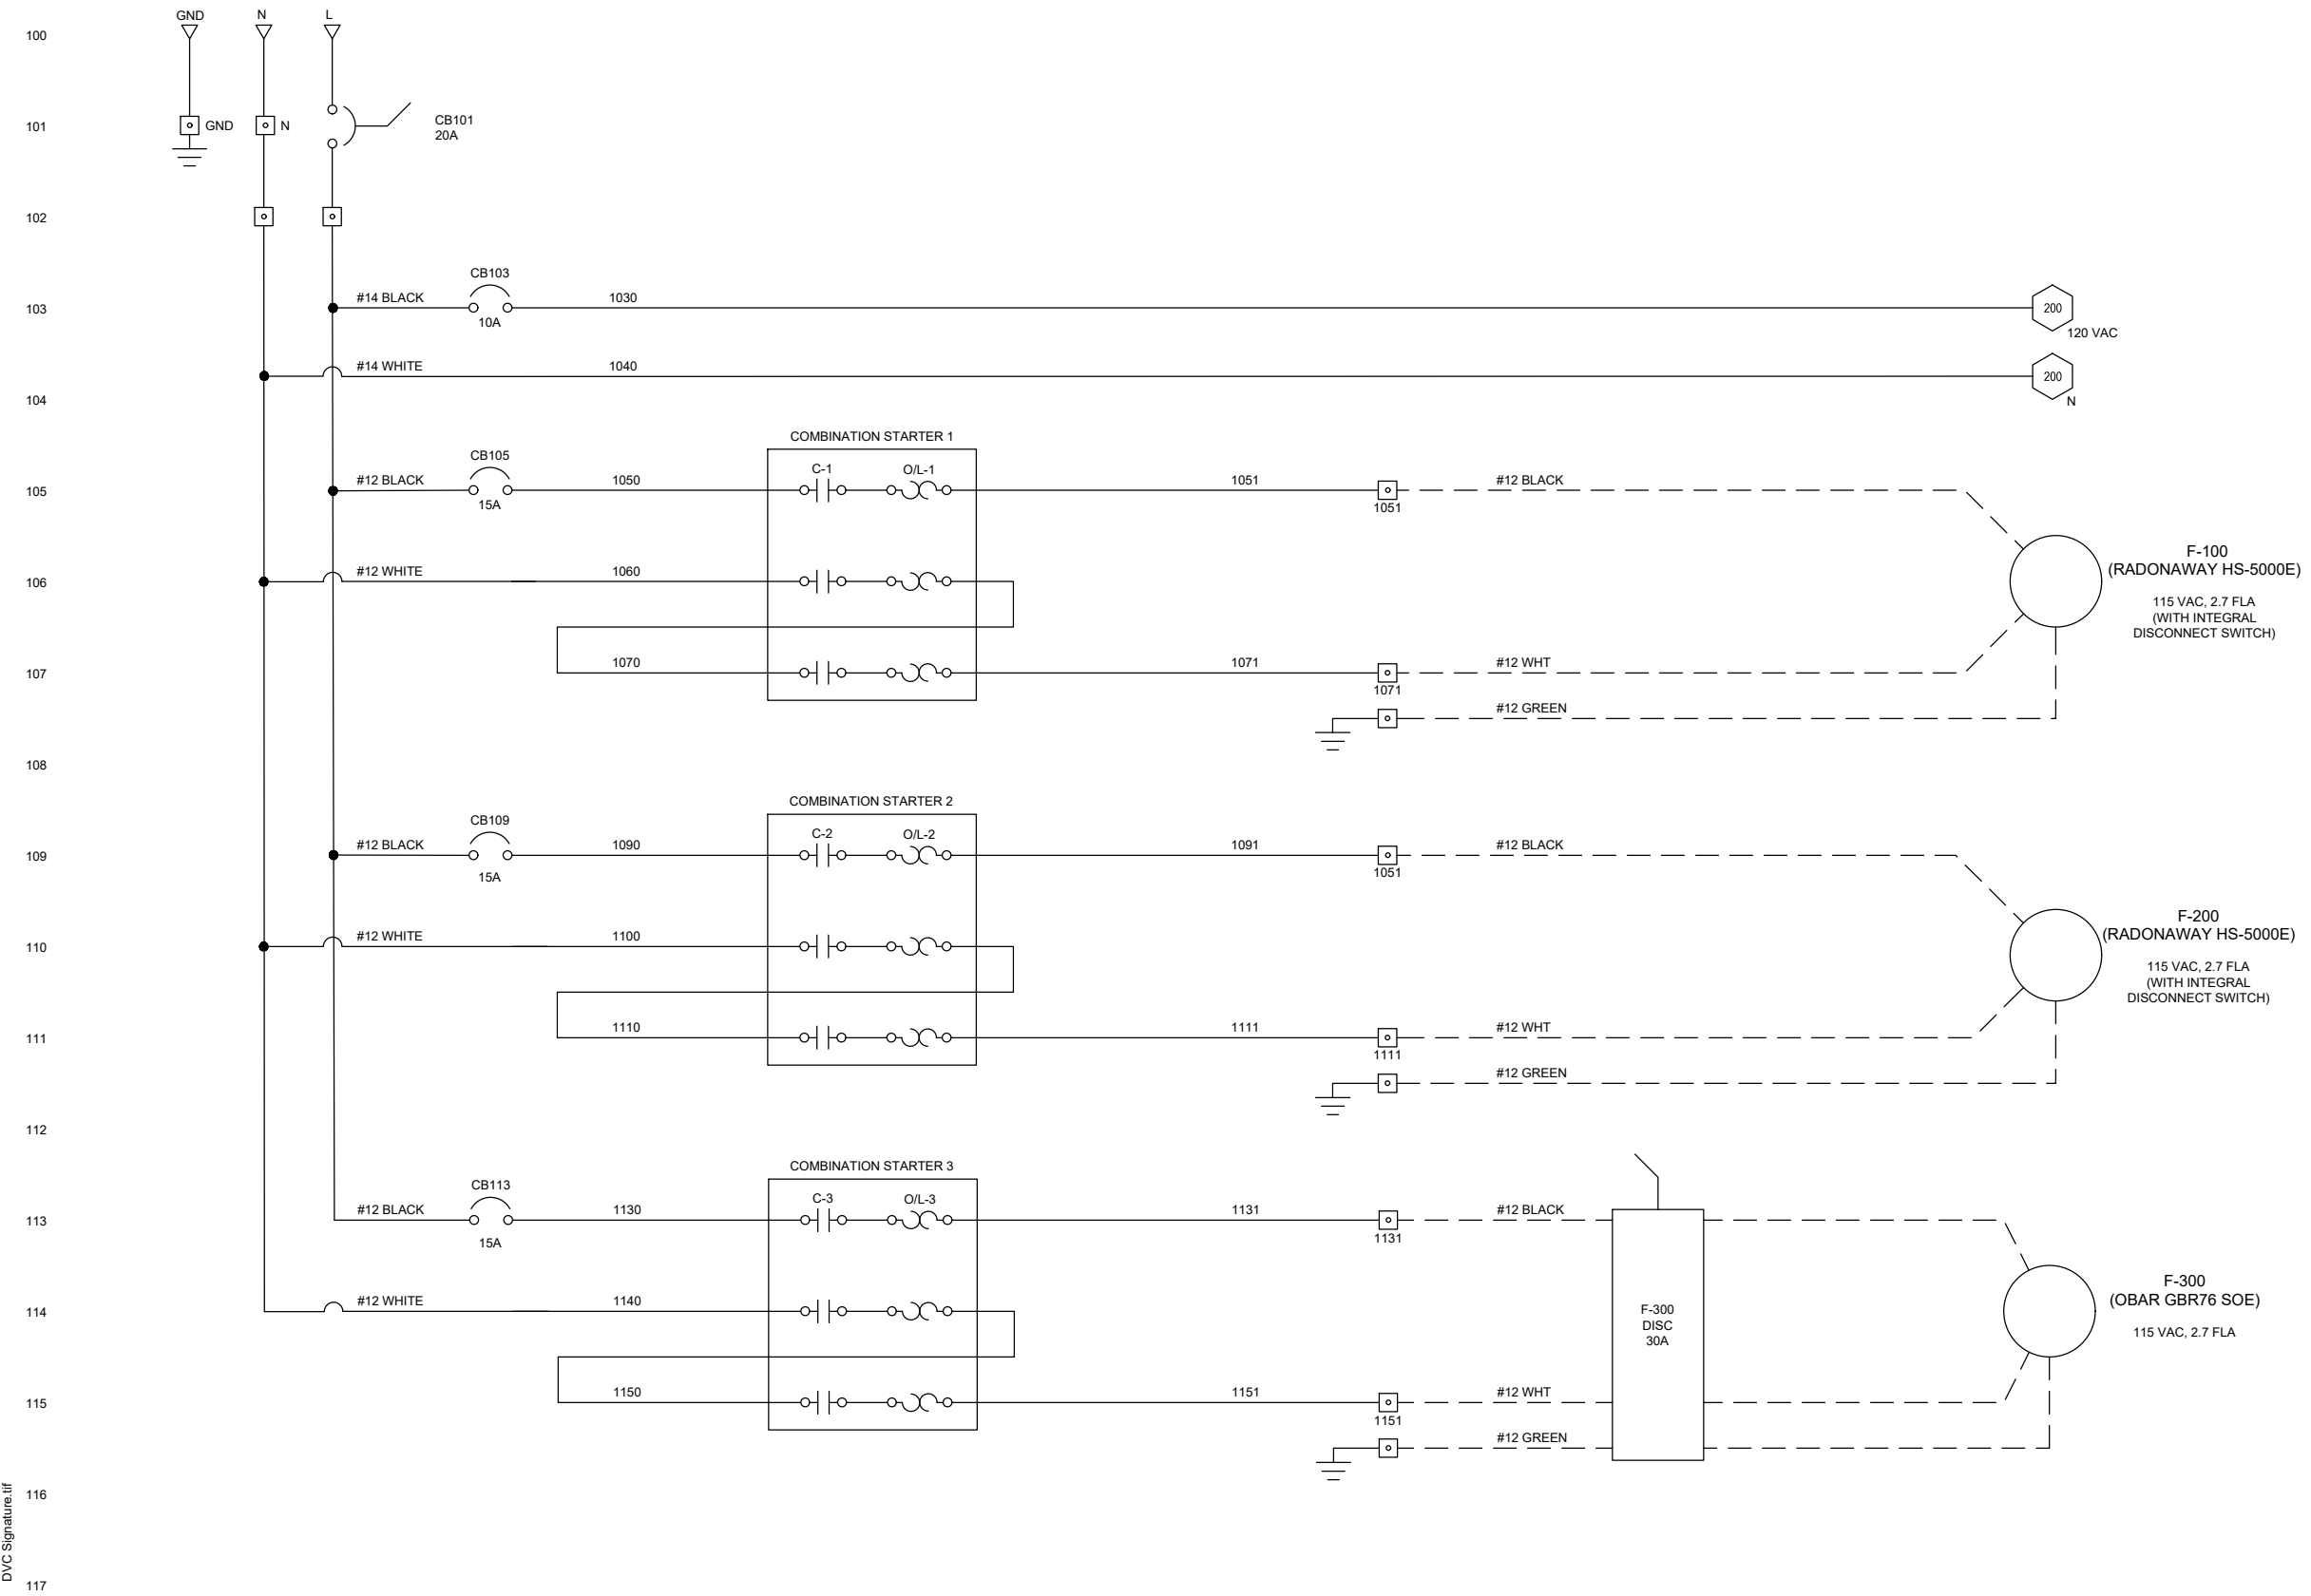 GND
N
L
100
101
GND
N
CB101
20A
102
CB103
103
#14 BLACK
10A
1030
200
120 VAC
#14 WHITE
1040
200
N
104
COMBINATION STARTER 1
CB105
C-1
O/L-1
105
#12 BLACK
15A
1050
1051
1051
#12 BLACK
106
#12 WHITE
1060
F-100
(RADONAWAY HS-5000E)
115 VAC, 2.7 FLA
(WITH INTEGRAL
DISCONNECT SWITCH)
107
1070
1071
1071
#12 WHT
#12 GREEN
108
COMBINATION STARTER 2
CB109
C-2
O/L-2
109
#12 BLACK
15A
1090
1091
1051
#12 BLACK
110
#12 WHITE
1100
F-200
(RADONAWAY HS-5000E)
115 VAC, 2.7 FLA
(WITH INTEGRAL
DISCONNECT SWITCH)
111
1110
1111
1111
#12 WHT
#12 GREEN
112
COMBINATION STARTER 3
CB113
C-3
O/L-3
113
#12 BLACK
15A
1130
1131
1131
#12 BLACK
114
#12 WHITE
1140
F-300
DISC
30A
F-300
(OBAR GBR76 SOE)
115 VAC, 2.7 FLA
115
1150
1151
1151
#12 WHT
#12 GREEN
116
DVC Signature.tif
117